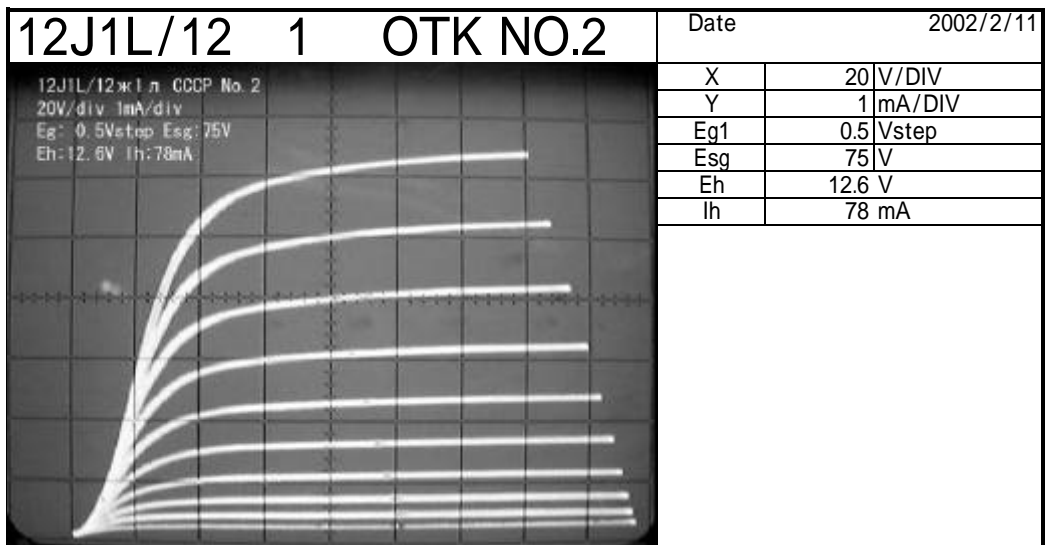 12J1L/12 1 OTK NO.2
Date 2002/2/11
12J1L/12ж1л СССР No.2
20V/div 1mA/div
Eg: 0.5Vstep Esg:75V
Eh:12.6V Ih:78mA
X 20 V/DIV
Y 1 mA/DIV
Eg1 0.5 Vstep
Esg 75 V
Eh 12.6 V
Ih 78 mA